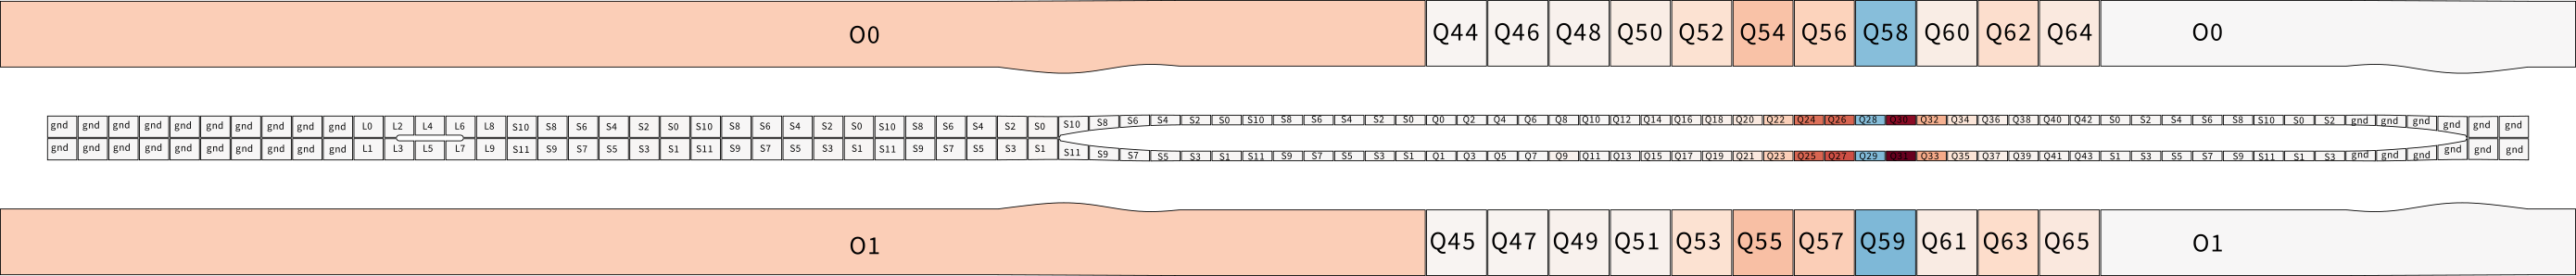 O0 Q44 Q46 Q48 Q50 Q52 Q54 Q56 Q58 Q60 Q62 Q64 O0
gnd gnd gnd gnd gnd gnd gnd gnd gnd gnd L0 L2 L4 L6 L8 S10 S8 S6 S4 S2 S0 S10 S8 S6 S4 S2 S0 S10 S8 S6 S4 S2 S0 S10 S8 S6 S4 S2 S0 S10 S8 S6 S4 S2 S0 Q0 Q2 Q4 Q6 Q8 Q10 Q12 Q14 Q16 Q18 Q20 Q22 Q24 Q26 Q28 Q30 Q32 Q34 Q36 Q38 Q40 Q42 S0 S2 S4 S6 S8 S10 S0 S2 gnd gnd gnd gnd gnd gnd
gnd gnd gnd gnd gnd gnd gnd gnd gnd gnd L1 L3 L5 L7 L9 S11 S9 S7 S5 S3 S1 S11 S9 S7 S5 S3 S1 S11 S9 S7 S5 S3 S1 S11 S9 S7 S5 S3 S1 S11 S9 S7 S5 S3 S1 Q1 Q3 Q5 Q7 Q9 Q11 Q13 Q15 Q17 Q19 Q21 Q23 Q25 Q27 Q29 Q31 Q33 Q35 Q37 Q39 Q41 Q43 S1 S3 S5 S7 S9 S11 S1 S3 gnd gnd gnd gnd gnd gnd
O1 Q45 Q47 Q49 Q51 Q53 Q55 Q57 Q59 Q61 Q63 Q65 O1